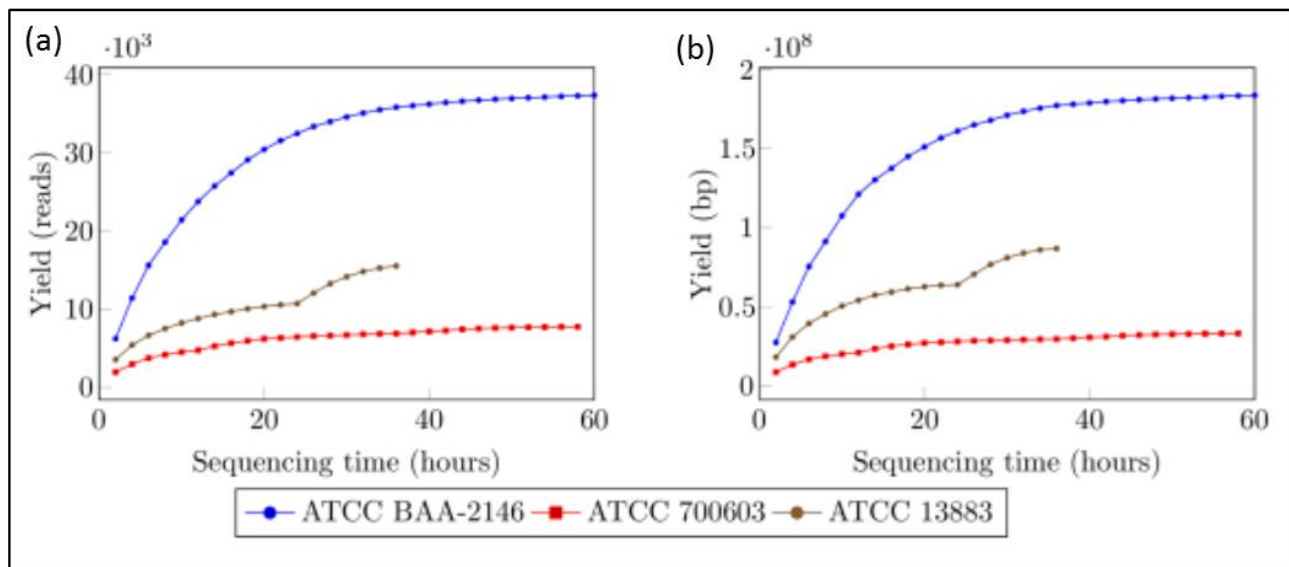 (a)
·10³
40
30
20
10
0
Yield (reads)
0 20 40 60
Sequencing time (hours)
(b)
·10⁸
2
1.5
1
0.5
0
Yield (bp)
0 20 40 60
Sequencing time (hours)
ATCC BAA-2146 ATCC 700603 ATCC 13883